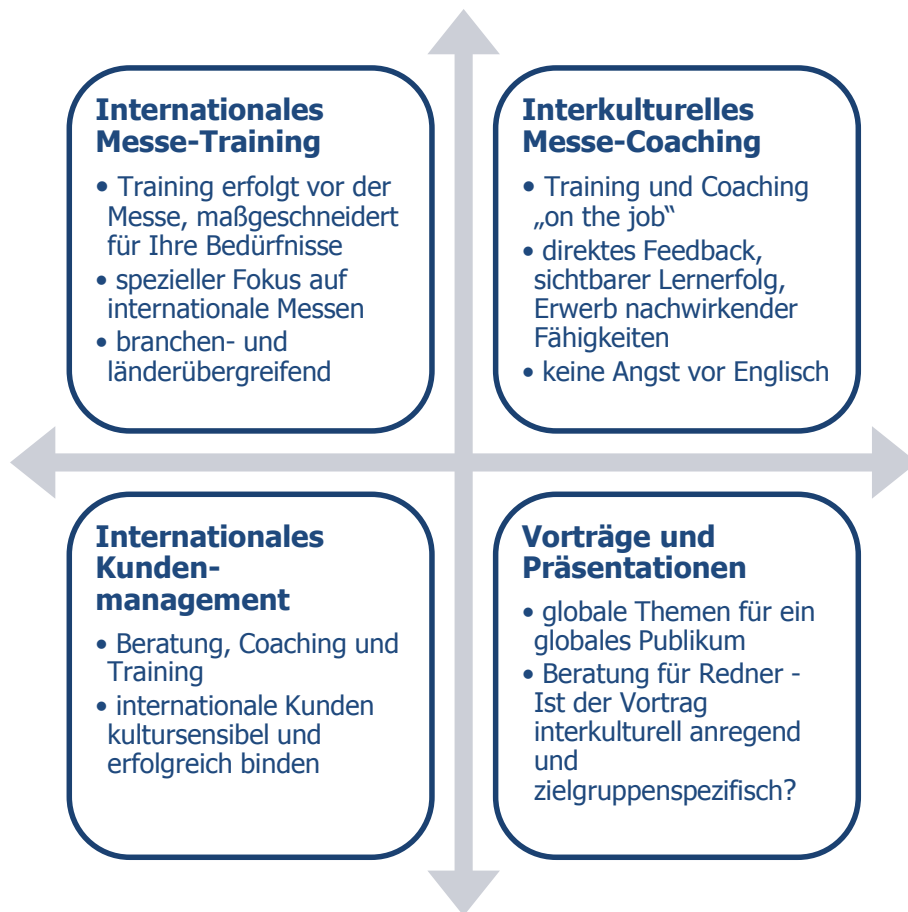 Internationales
Messe-Training
• Training erfolgt vor der
Messe, maßgeschneidert
für Ihre Bedürfnisse
• spezieller Fokus auf
internationale Messen
• branchen- und
länderübergreifend
Interkulturelles
Messe-Coaching
• Training und Coaching
„on the job“
• direktes Feedback,
sichtbarer Lernerfolg,
Erwerb nachwirkender
Fähigkeiten
• keine Angst vor Englisch
Internationales
Kunden-
management
• Beratung, Coaching und
Training
• internationale Kunden
kultursensibel und
erfolgreich binden
Vorträge und
Präsentationen
• globale Themen für ein
globales Publikum
• Beratung für Redner -
Ist der Vortrag
interkulturell anregend
und
zielgruppenspezifisch?